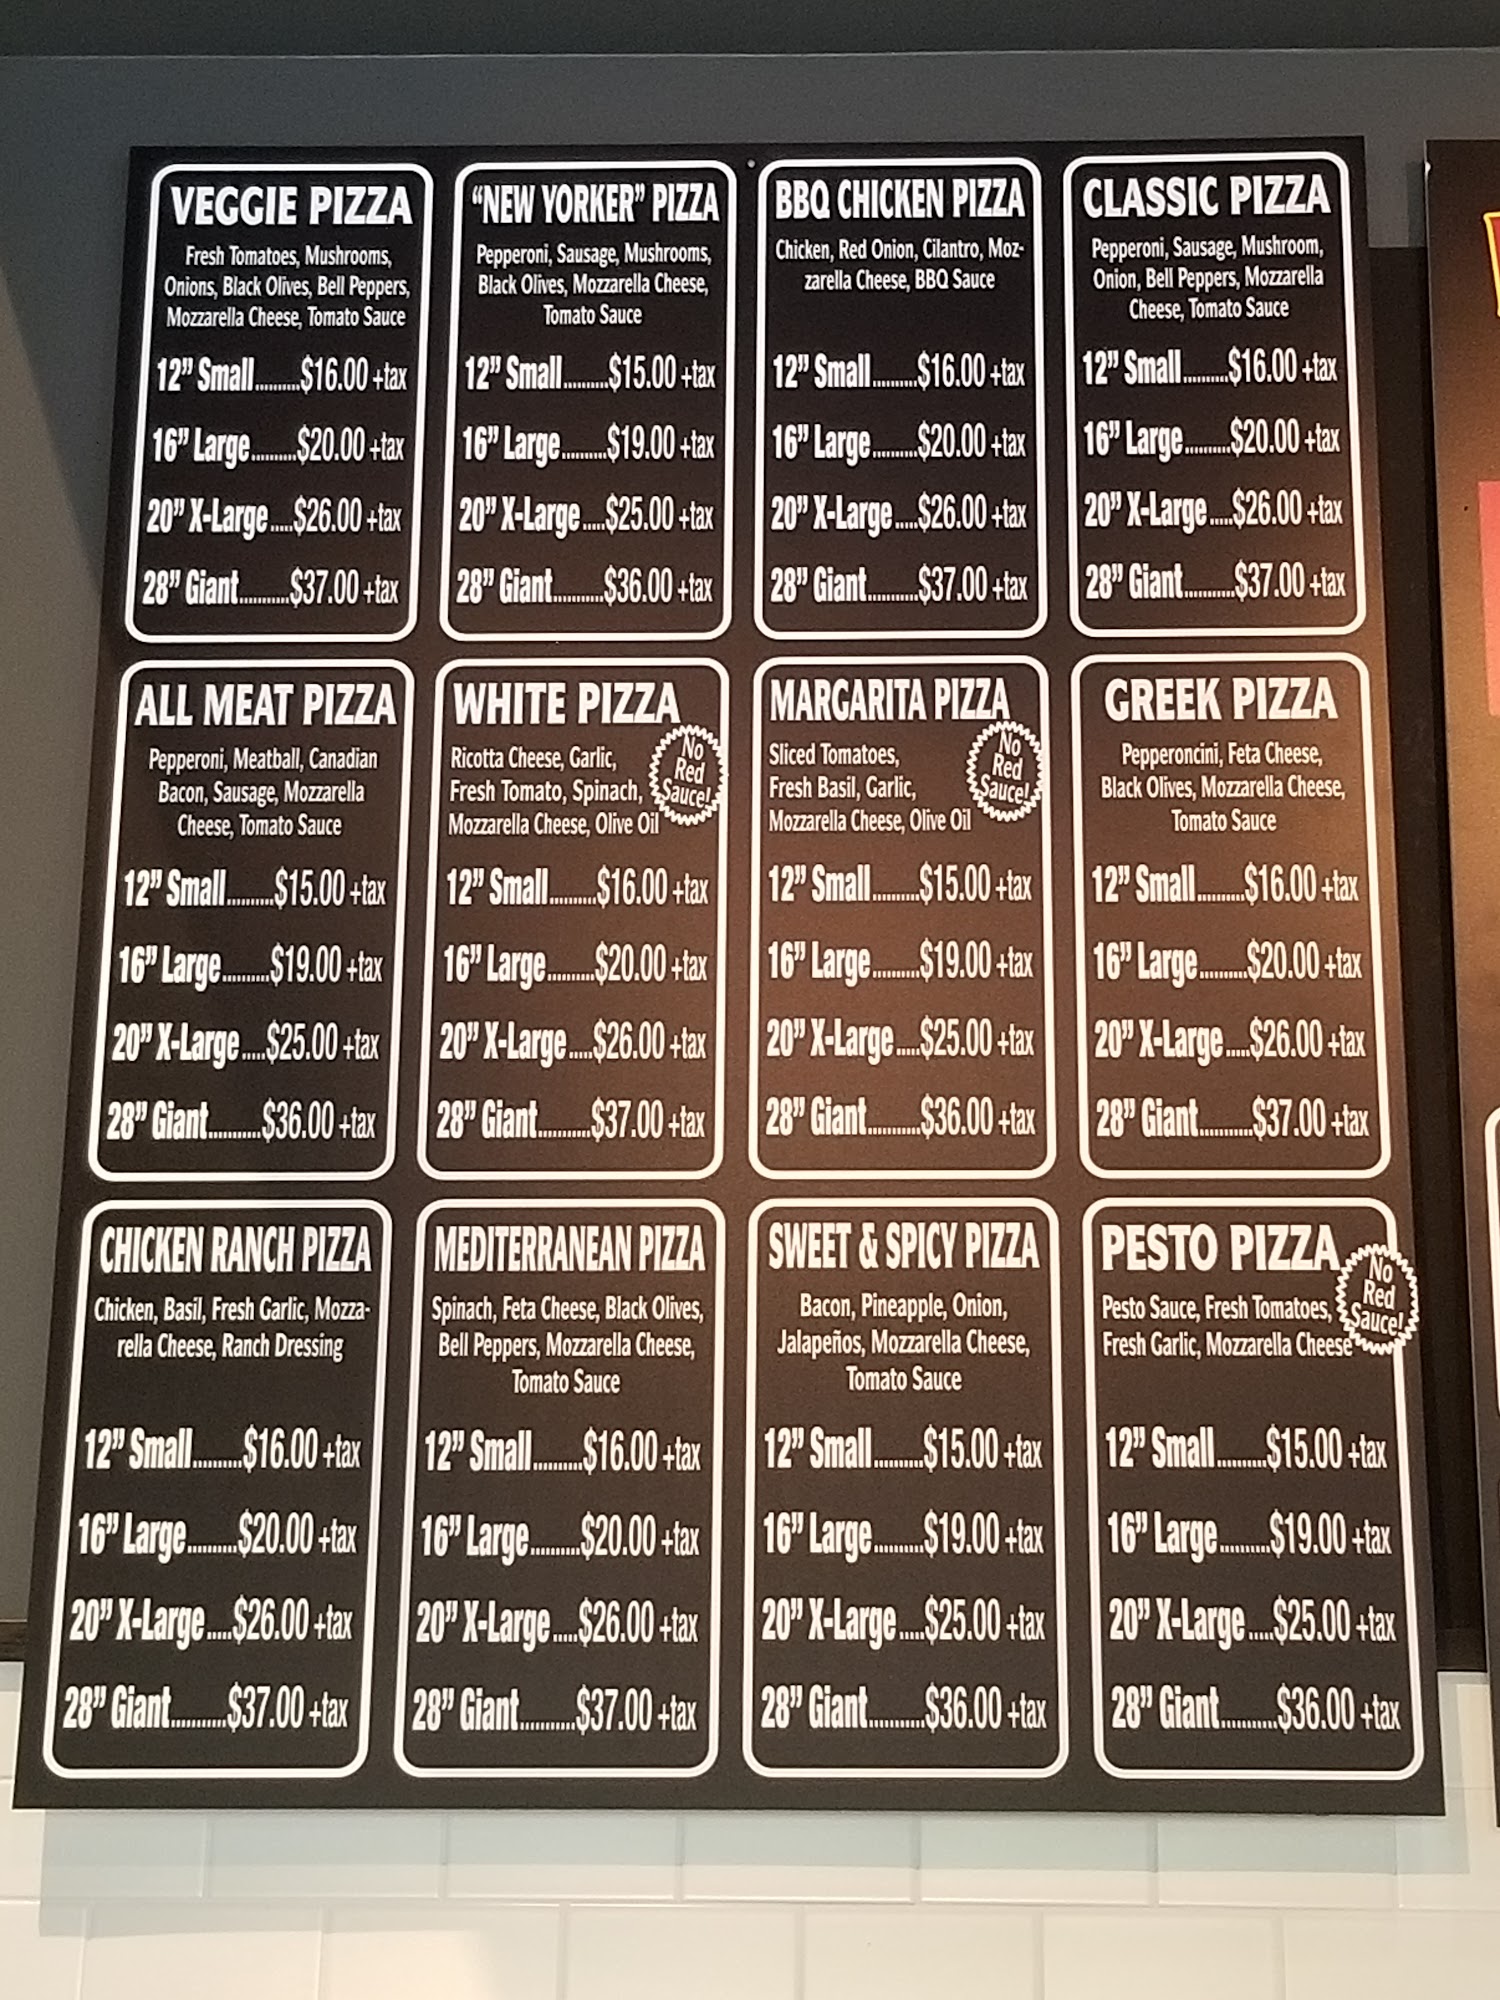 VEGGIE PIZZA
Fresh Tomatoes, Mushrooms,
Onions, Black Olives, Bell Peppers,
Mozzarella Cheese, Tomato Sauce
12" Small..........$16.00 +tax
16" Large..........$20.00 +tax
20" X-Large.....$26.00 +tax
28" Giant...........$37.00 +tax
"NEW YORKER" PIZZA
Pepperoni, Sausage, Mushrooms,
Black Olives, Mozzarella Cheese,
Tomato Sauce
12" Small..........$15.00 +tax
16" Large..........$19.00 +tax
20" X-Large.....$25.00 +tax
28" Giant...........$36.00 +tax
BBQ CHICKEN PIZZA
Chicken, Red Onion, Cilantro, Moz-
zarella Cheese, BBQ Sauce
12" Small..........$16.00 +tax
16" Large..........$20.00 +tax
20" X-Large.....$26.00 +tax
28" Giant...........$37.00 +tax
CLASSIC PIZZA
Pepperoni, Sausage, Mushroom,
Onion, Bell Peppers, Mozzarella
Cheese, Tomato Sauce
12" Small..........$16.00 +tax
16" Large..........$20.00 +tax
20" X-Large.....$26.00 +tax
28" Giant...........$37.00 +tax
ALL MEAT PIZZA
Pepperoni, Meatball, Canadian
Bacon, Sausage, Mozzarella
Cheese, Tomato Sauce
12" Small..........$15.00 +tax
16" Large..........$19.00 +tax
20" X-Large.....$25.00 +tax
28" Giant...........$36.00 +tax
WHITE PIZZA
Ricotta Cheese, Garlic,
Fresh Tomato, Spinach,
Mozzarella Cheese, Olive Oil
No
Red
Sauce!
12" Small..........$16.00 +tax
16" Large..........$20.00 +tax
20" X-Large.....$26.00 +tax
28" Giant...........$37.00 +tax
MARGARITA PIZZA
Sliced Tomatoes,
Fresh Basil, Garlic,
Mozzarella Cheese, Olive Oil
No
Red
Sauce!
12" Small..........$15.00 +tax
16" Large..........$19.00 +tax
20" X-Large.....$25.00 +tax
28" Giant...........$36.00 +tax
GREEK PIZZA
Pepperoncini, Feta Cheese,
Black Olives, Mozzarella Cheese,
Tomato Sauce
12" Small..........$16.00 +tax
16" Large..........$20.00 +tax
20" X-Large.....$26.00 +tax
28" Giant...........$37.00 +tax
CHICKEN RANCH PIZZA
Chicken, Basil, Fresh Garlic, Mozza-
rella Cheese, Ranch Dressing
12" Small..........$16.00 +tax
16" Large..........$20.00 +tax
20" X-Large.....$26.00 +tax
28" Giant...........$37.00 +tax
MEDITERRANEAN PIZZA
Spinach, Feta Cheese, Black Olives,
Bell Peppers, Mozzarella Cheese,
Tomato Sauce
12" Small..........$16.00 +tax
16" Large..........$20.00 +tax
20" X-Large.....$26.00 +tax
28" Giant...........$37.00 +tax
SWEET & SPICY PIZZA
Bacon, Pineapple, Onion,
Jalapeños, Mozzarella Cheese,
Tomato Sauce
12" Small..........$15.00 +tax
16" Large..........$19.00 +tax
20" X-Large.....$25.00 +tax
28" Giant...........$36.00 +tax
PESTO PIZZA
Pesto Sauce, Fresh Tomatoes,
Fresh Garlic, Mozzarella Cheese
No
Red
Sauce!
12" Small..........$15.00 +tax
16" Large..........$19.00 +tax
20" X-Large.....$25.00 +tax
28" Giant...........$36.00 +tax